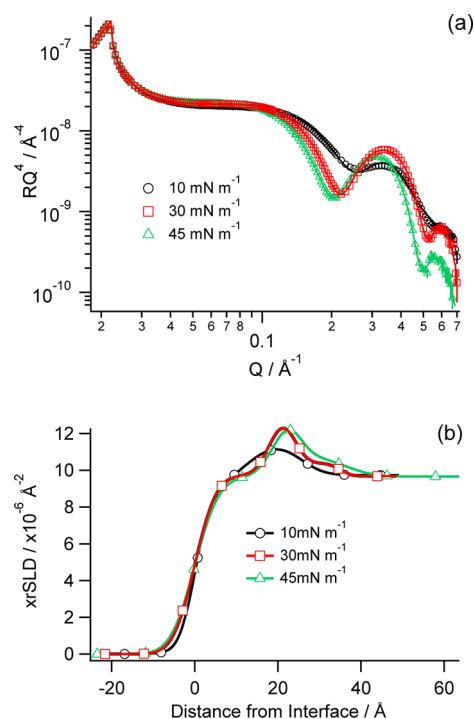 (a)
10⁻⁷
10⁻⁸
10⁻⁹
10⁻¹⁰
RQ⁴ / Å⁻⁴
10 mN m⁻¹
30 mN m⁻¹
45 mN m⁻¹
2 3 4 5 6 7 8 0.1 2 3 4 5 6 7
Q / Å⁻¹
(b)
12
10
8
6
4
2
0
xrSLD / x10⁻⁶ Å⁻²
10mN m⁻¹
30mN m⁻¹
45mN m⁻¹
-20 0 20 40 60
Distance from Interface / Å